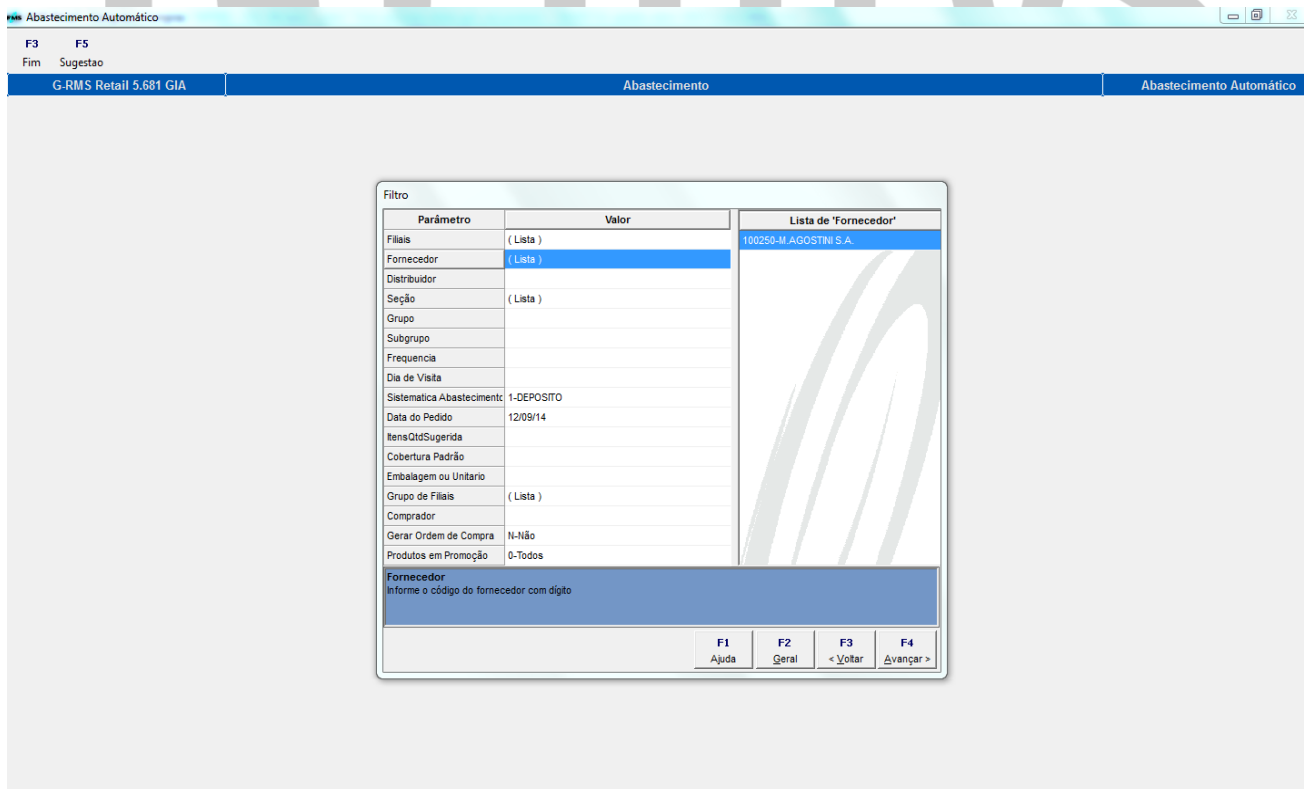 RMS Abastecimento Automático
F3 F5
Fim Sugestao
G-RMS Retail 5.681 GIA Abastecimento Abastecimento Automático
Filtro
Parâmetro Valor Lista de 'Fornecedor'
Filiais ( Lista ) 100250-M.AGOSTINI S.A.
Fornecedor ( Lista )
Distribuidor
Seção ( Lista )
Grupo
Subgrupo
Frequencia
Dia de Visita
Sistematica Abastecimento 1-DEPOSITO
Data do Pedido 12/09/14
ItensQtdSugerida
Cobertura Padrão
Embalagem ou Unitario
Grupo de Filiais ( Lista )
Comprador
Gerar Ordem de Compra N-Não
Produtos em Promoção 0-Todos
Fornecedor
Informe o código do fornecedor com dígito
F1 F2 F3 F4
Ajuda Geral < Voltar Avançar >